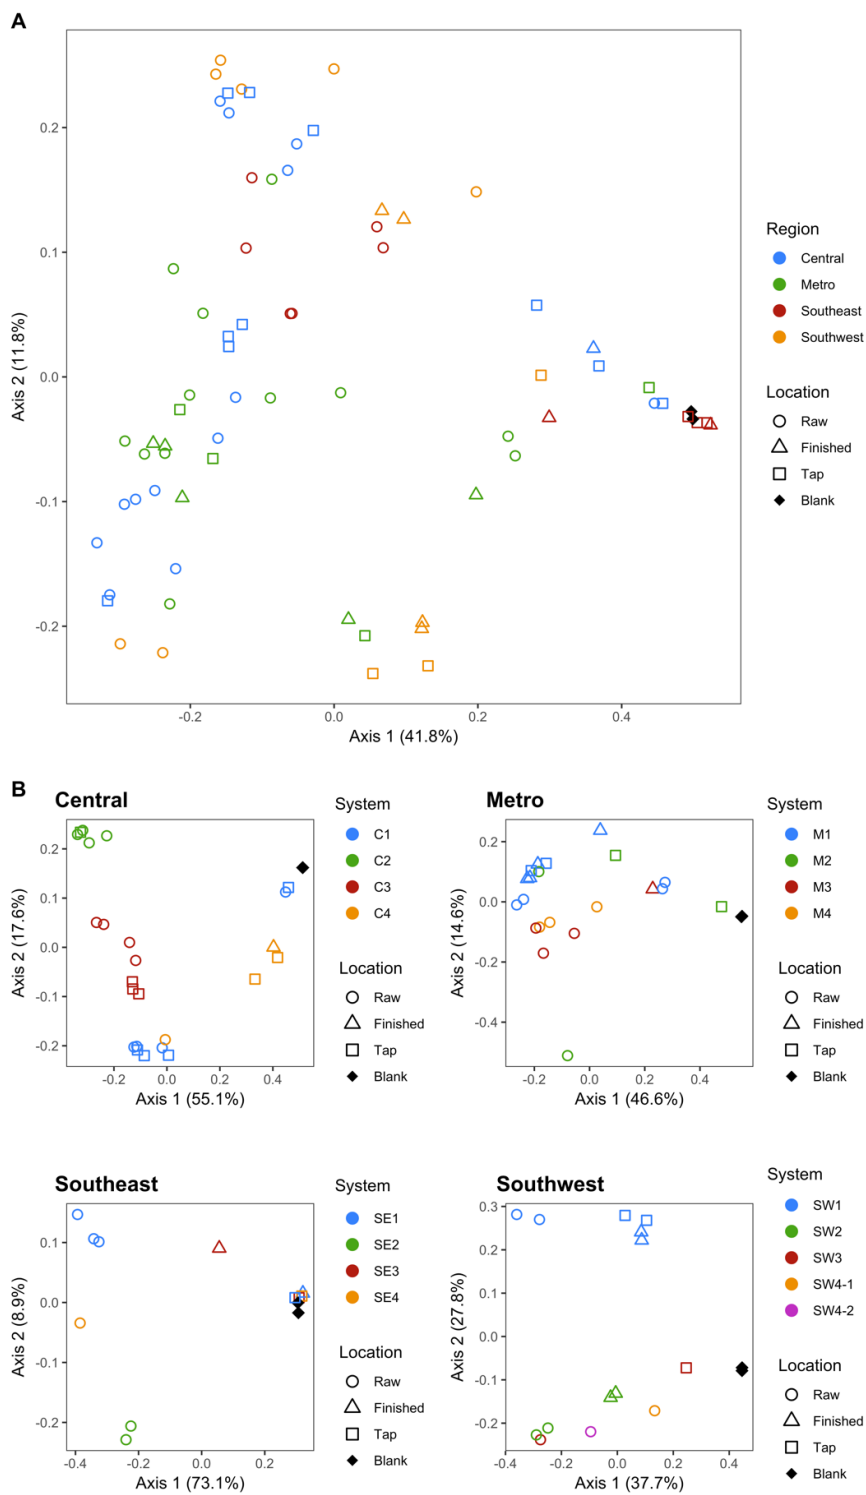 A
0.2
0.1
0.0
-0.1
-0.2
Axis 2 (11.8%)
-0.2 0.0 0.2 0.4
Axis 1 (41.8%)
Region
Central
Metro
Southeast
Southwest
Location
Raw
Finished
Tap
Blank
B
Central
0.2
0.1
0.0
-0.1
-0.2
Axis 2 (17.6%)
-0.2 0.0 0.2 0.4
Axis 1 (55.1%)
System
C1
C2
C3
C4
Location
Raw
Finished
Tap
Blank
Metro
0.2
0.0
-0.2
-0.4
Axis 2 (14.6%)
-0.2 0.0 0.2 0.4
Axis 1 (46.6%)
System
M1
M2
M3
M4
Location
Raw
Finished
Tap
Blank
Southeast
0.1
0.0
-0.1
-0.2
Axis 2 (8.9%)
-0.4 -0.2 0.0 0.2
Axis 1 (73.1%)
System
SE1
SE2
SE3
SE4
Location
Raw
Finished
Tap
Blank
Southwest
0.3
0.2
0.1
0.0
-0.1
-0.2
Axis 2 (27.8%)
-0.4 -0.2 0.0 0.2 0.4
Axis 1 (37.7%)
System
SW1
SW2
SW3
SW4-1
SW4-2
Location
Raw
Finished
Tap
Blank